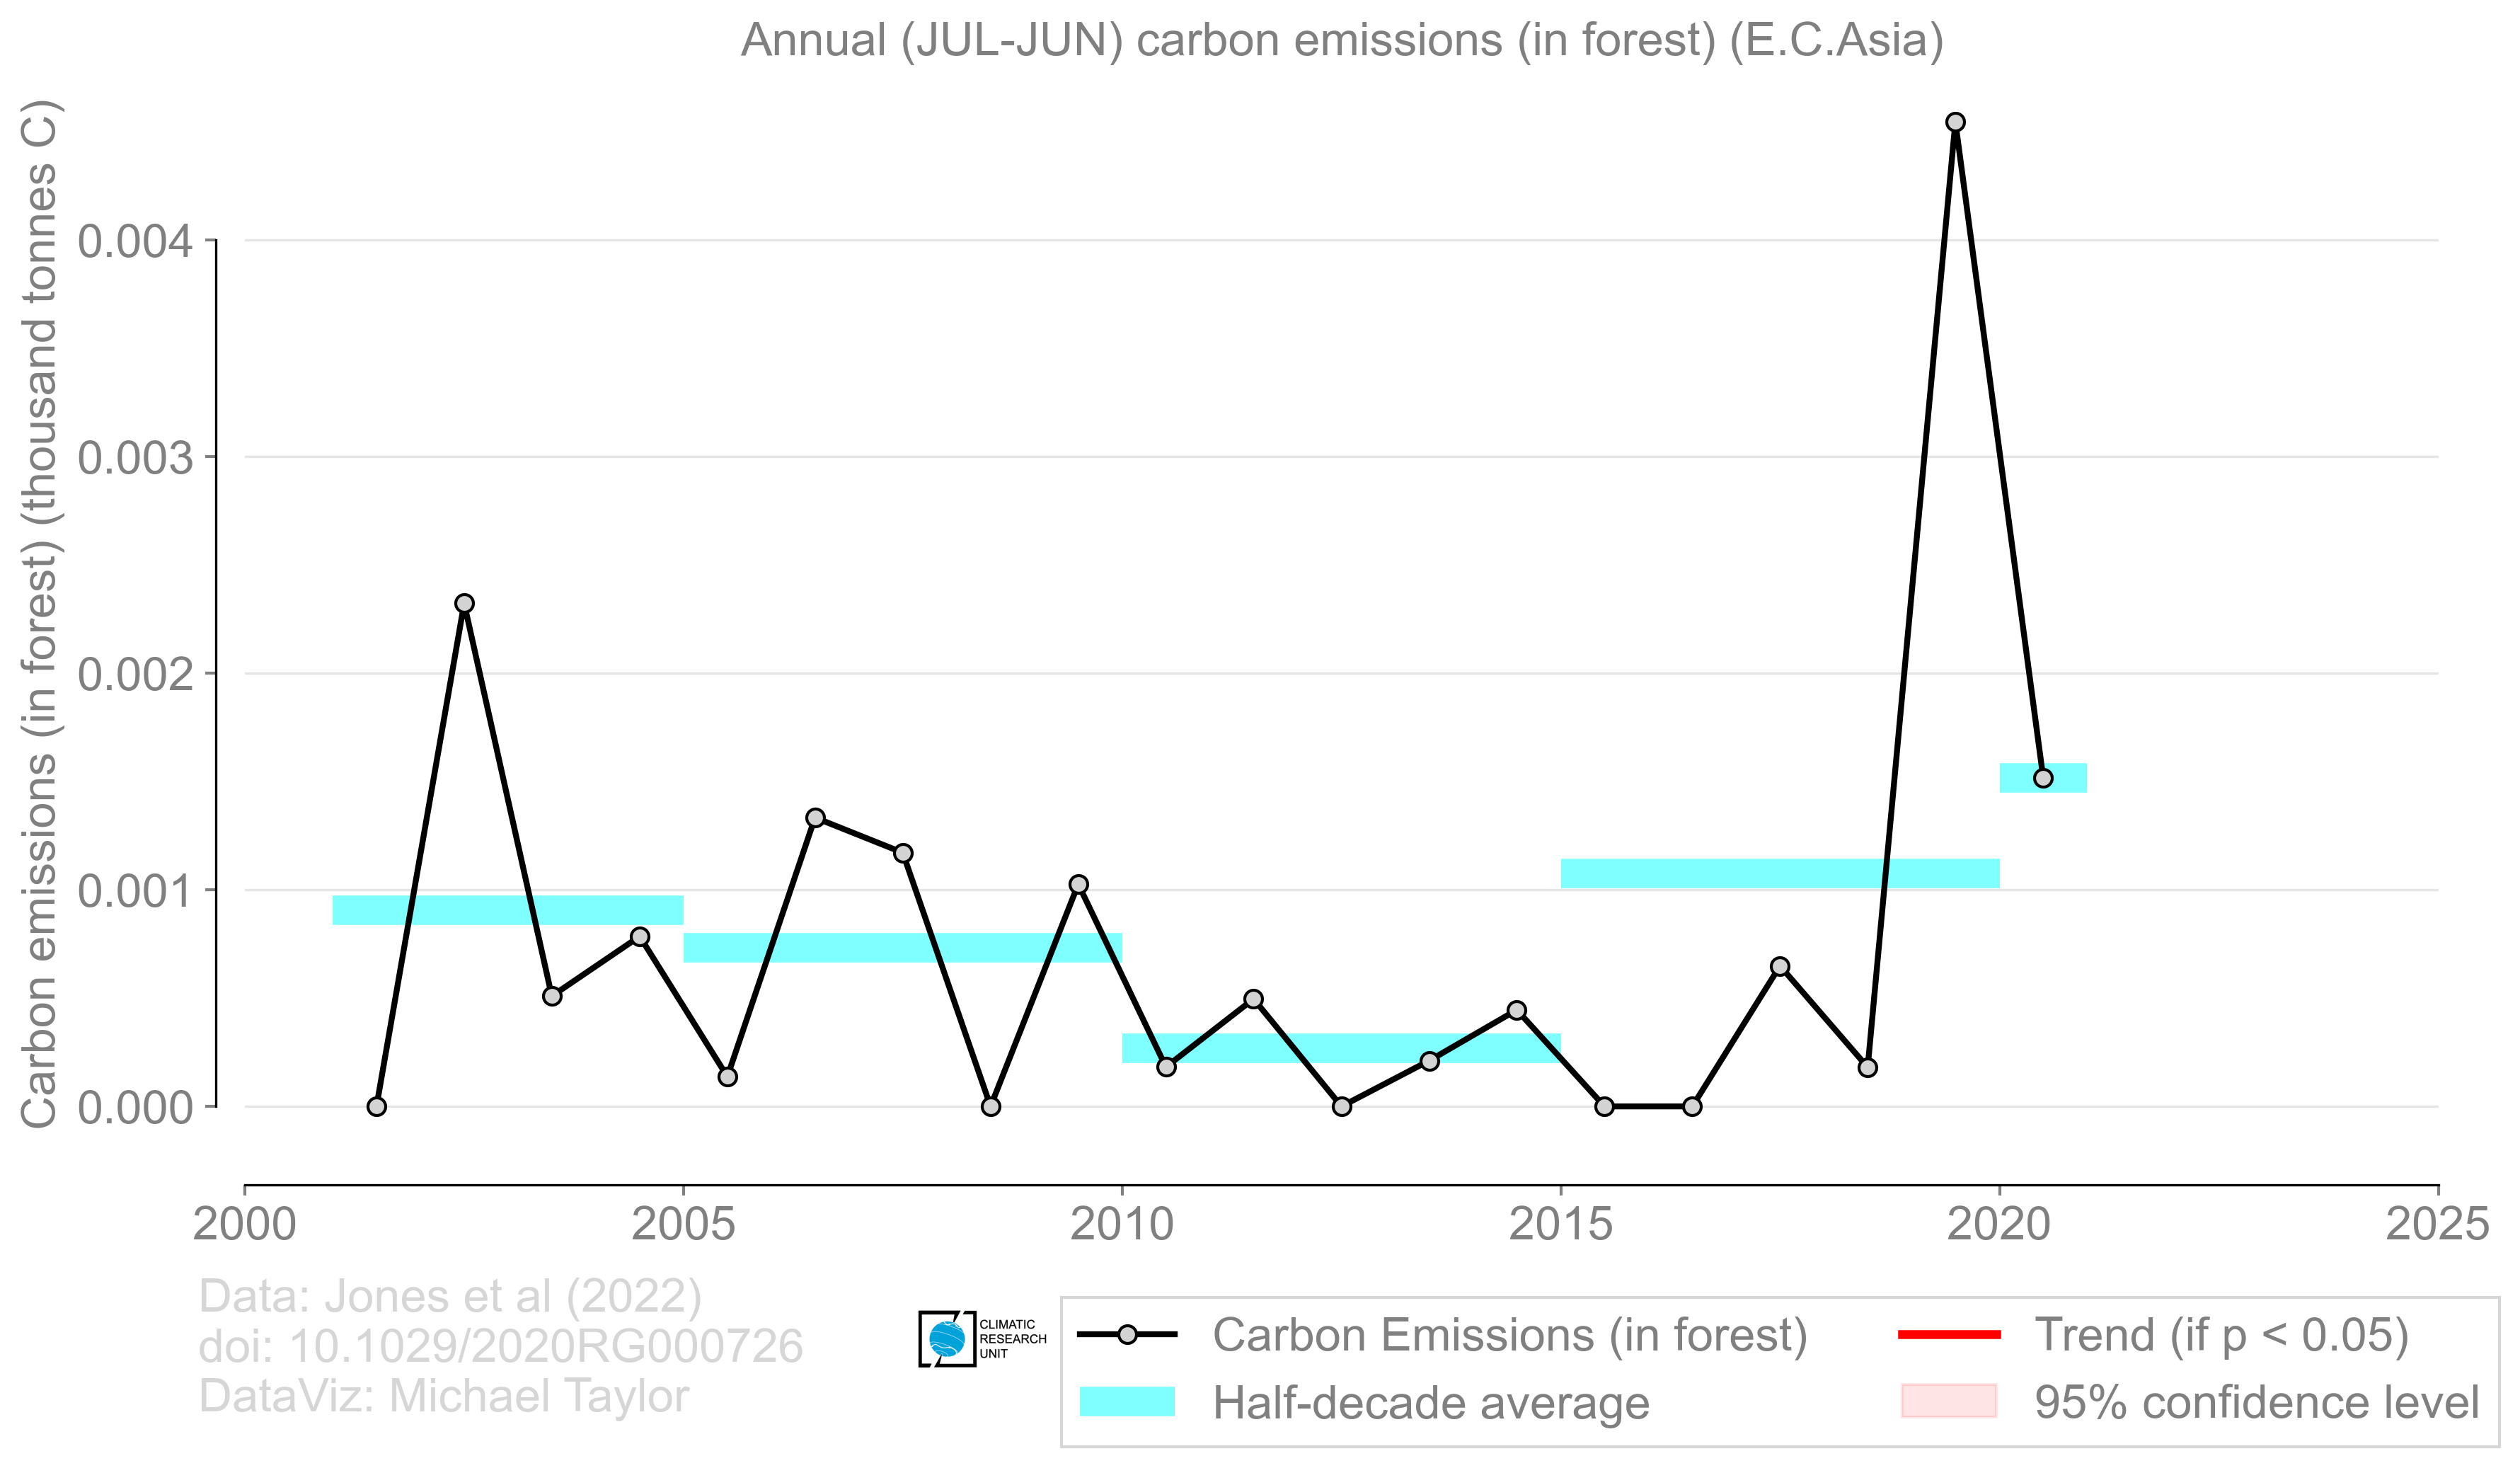 Annual (JUL-JUN) carbon emissions (in forest) (E.C.Asia)
Carbon emissions (in forest) (thousand tonnes C)
0.004
0.003
0.002
0.001
0.000
2000 2005 2010 2015 2020 2025
Data: Jones et al (2022)
doi: 10.1029/2020RG000726
DataViz: Michael Taylor
CLIMATIC
RESEARCH
UNIT
Carbon Emissions (in forest)
Half-decade average
Trend (if p < 0.05)
95% confidence level